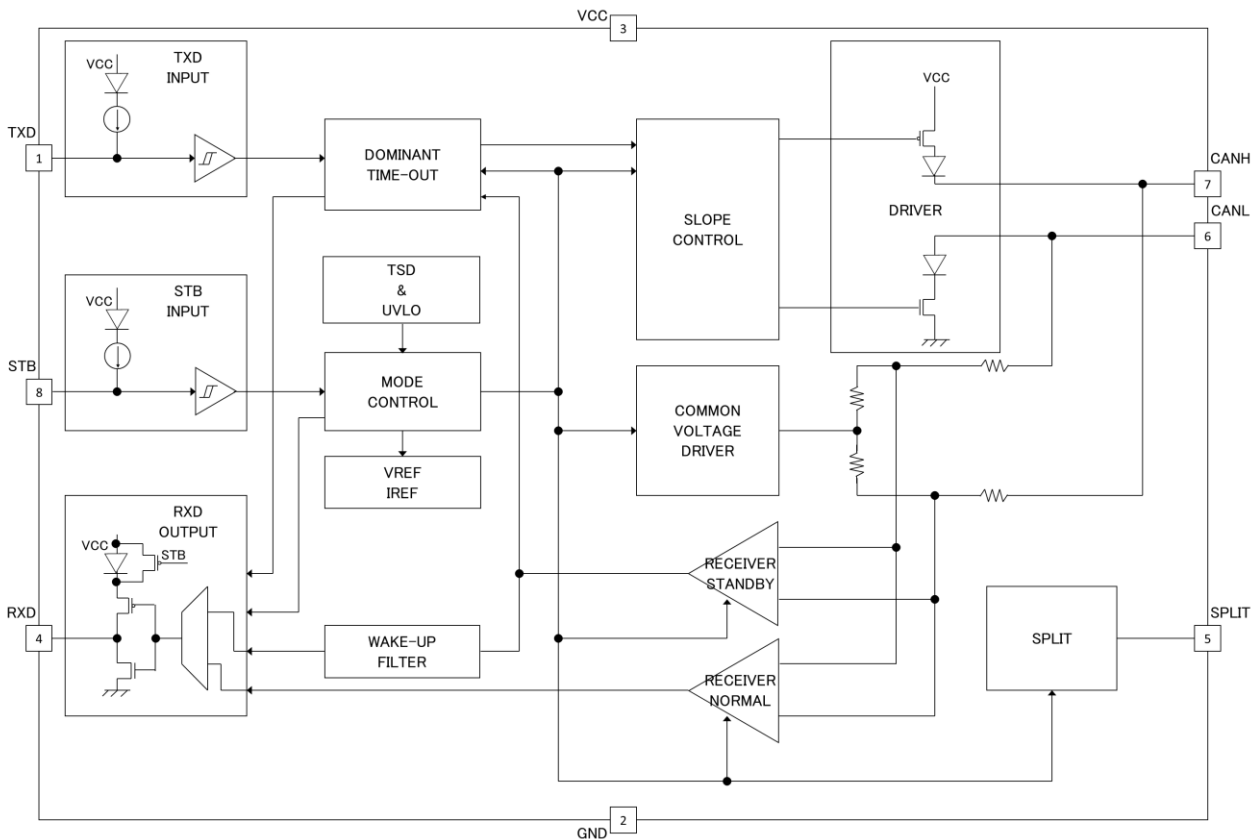 VCC
3
TXD
INPUT
VCC
TXD
1
DOMINANT
TIME-OUT
SLOPE
CONTROL
VCC
DRIVER
CANH
7
CANL
6
STB
INPUT
VCC
STB
8
TSD
&
UVLO
MODE
CONTROL
VREF
IREF
COMMON
VOLTAGE
DRIVER
RXD
OUTPUT
VCC
STB
RXD
4
WAKE-UP
FILTER
RECEIVER
STANDBY
RECEIVER
NORMAL
SPLIT
SPLIT
5
2
GND